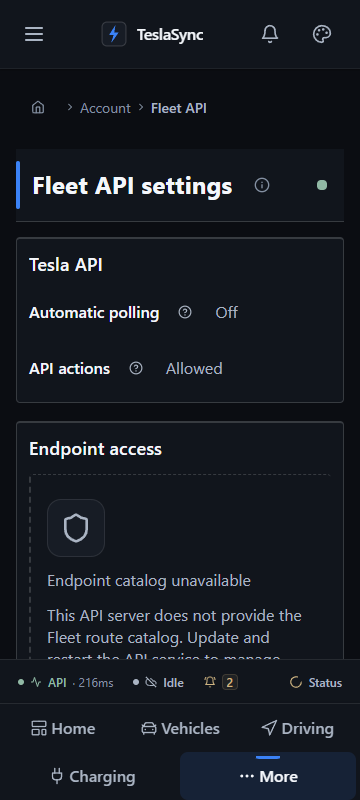 TeslaSync
Account
Fleet API
Fleet API settings
Tesla API
Automatic polling
Off
API actions
Allowed
Endpoint access
Endpoint catalog unavailable
This API server does not provide the
Fleet route catalog. Update and
restart the API service to manage
API · 216ms
Idle
2
Status
Home
Vehicles
Driving
Charging
More